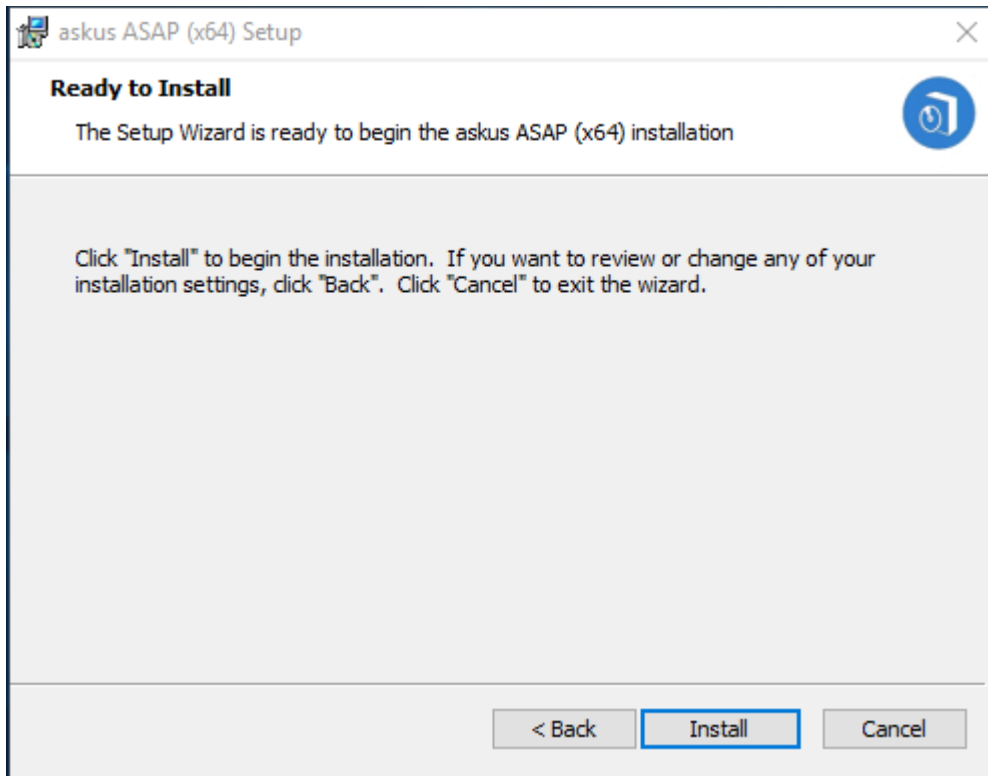 askus ASAP (x64) Setup
Ready to Install
The Setup Wizard is ready to begin the askus ASAP (x64) installation
Click "Install" to begin the installation.  If you want to review or change any of your
installation settings, click "Back".  Click "Cancel" to exit the wizard.
< Back
Install
Cancel